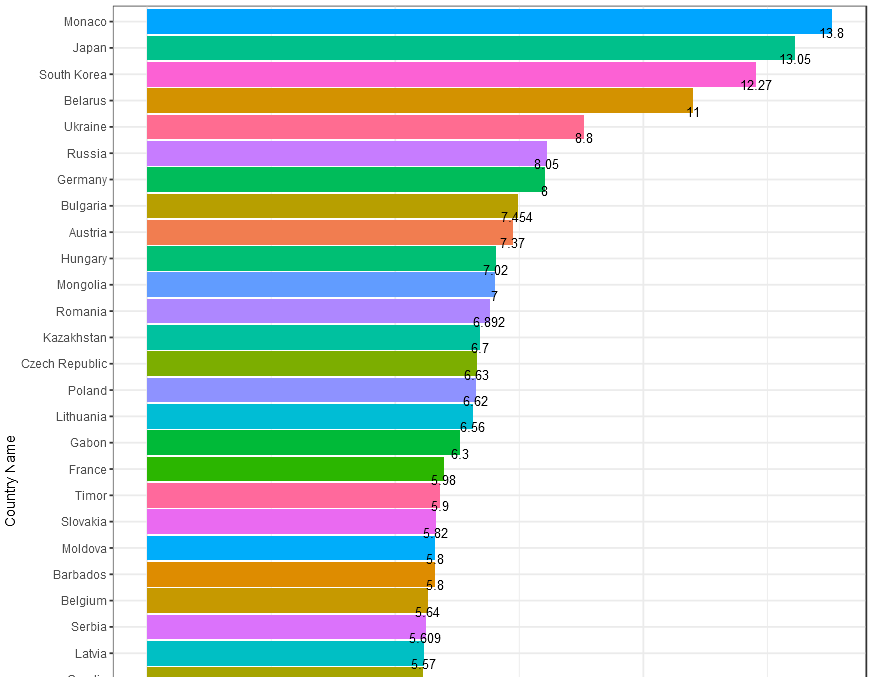 Monaco 13.8
Japan 13.05
South Korea 12.27
Belarus 11
Ukraine 8.8
Russia 8.05
Germany 8
Bulgaria 7.454
Austria 7.37
Hungary 7.02
Mongolia 7
Romania 6.892
Kazakhstan 6.7
Czech Republic 6.63
Poland 6.62
Lithuania 6.56
Gabon 6.3
France 5.98
Timor 5.9
Slovakia 5.82
Moldova 5.8
Barbados 5.8
Belgium 5.64
Serbia 5.609
Latvia 5.57
Country Name